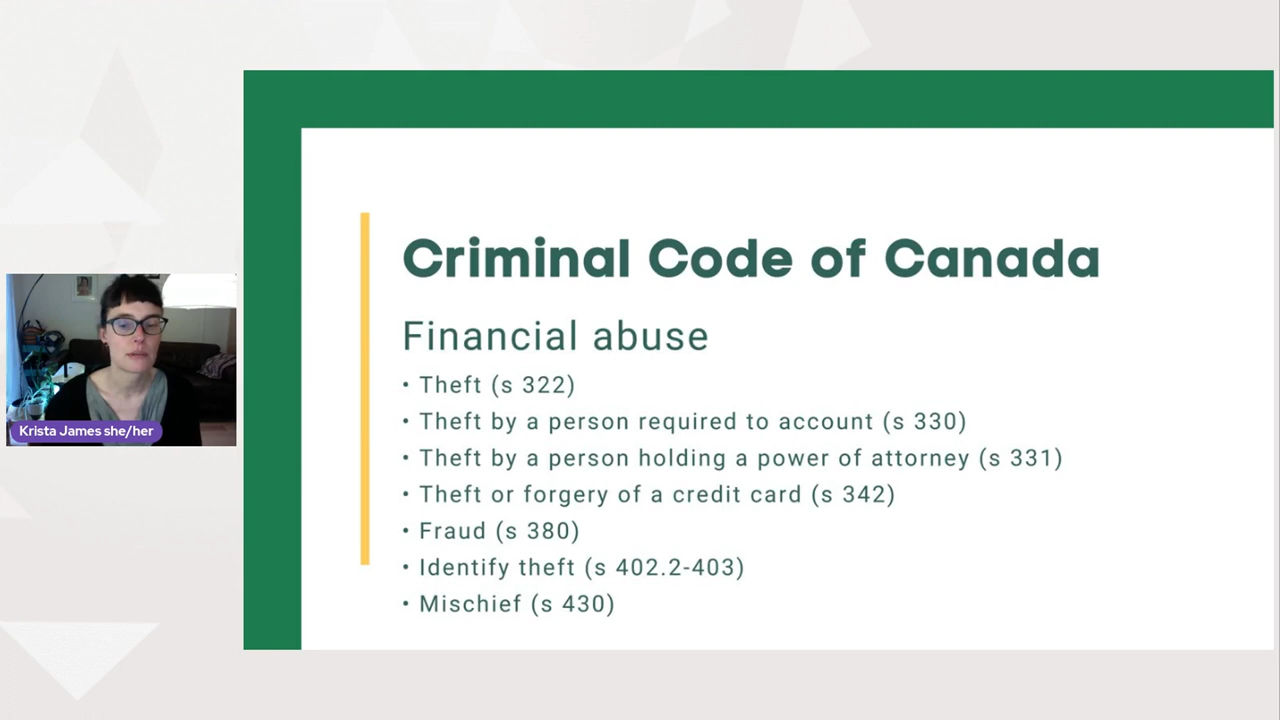 Criminal Code of Canada
Financial abuse
• Theft (s 322)
• Theft by a person required to account (s 330)
• Theft by a person holding a power of attorney (s 331)
• Theft or forgery of a credit card (s 342)
• Fraud (s 380)
• Identify theft (s 402.2-403)
• Mischief (s 430)
Krista James she/her